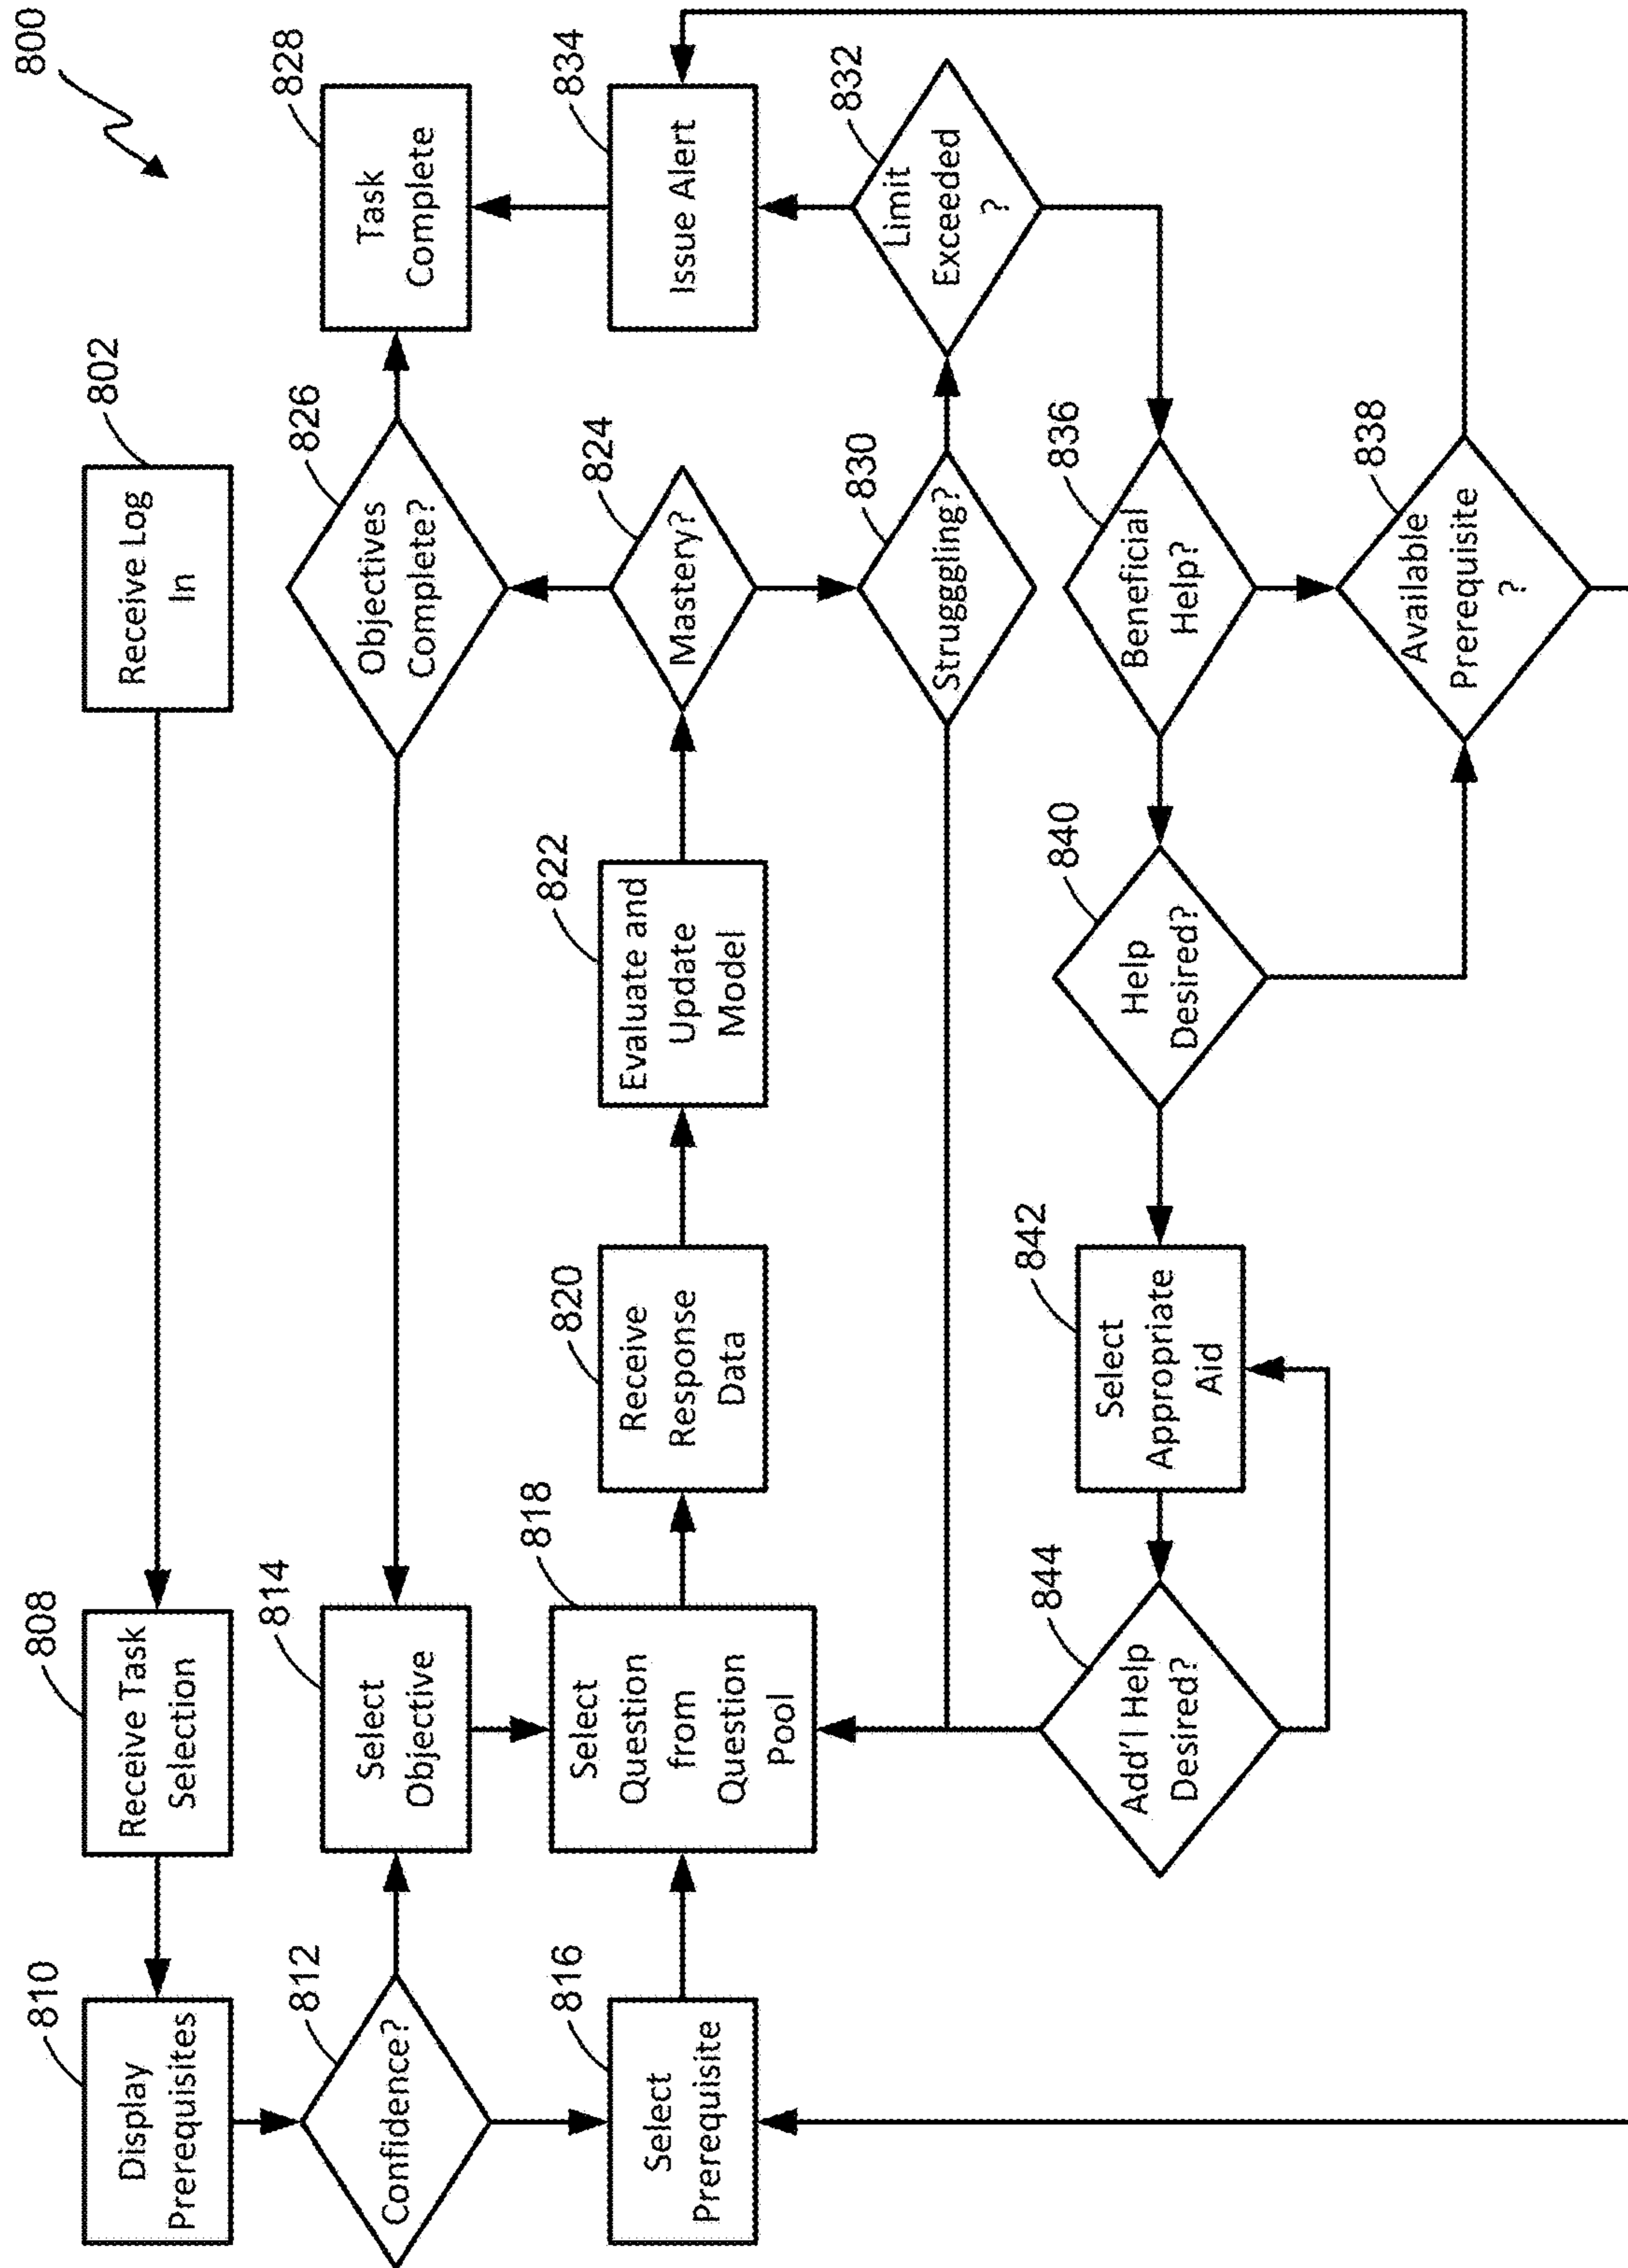 800
810
Display
Prerequisites
808
Receive Task
Selection
802
Receive Log
In
812
Confidence?
814
Select
Objective
826
Objectives
Complete?
828
Task
Complete
816
Select
Prerequisite
818
Select
Question
from
Question
Pool
820
Receive
Response
Data
822
Evaluate and
Update
Model
824
Mastery?
834
Issue Alert
830
Strugggling?
832
Limit
Exceeded
?
844
Add'l Help
Desired?
842
Select
Appropriate
Aid
840
Help
Desired?
836
Beneficial
Help?
838
Available
Prerequisite
?